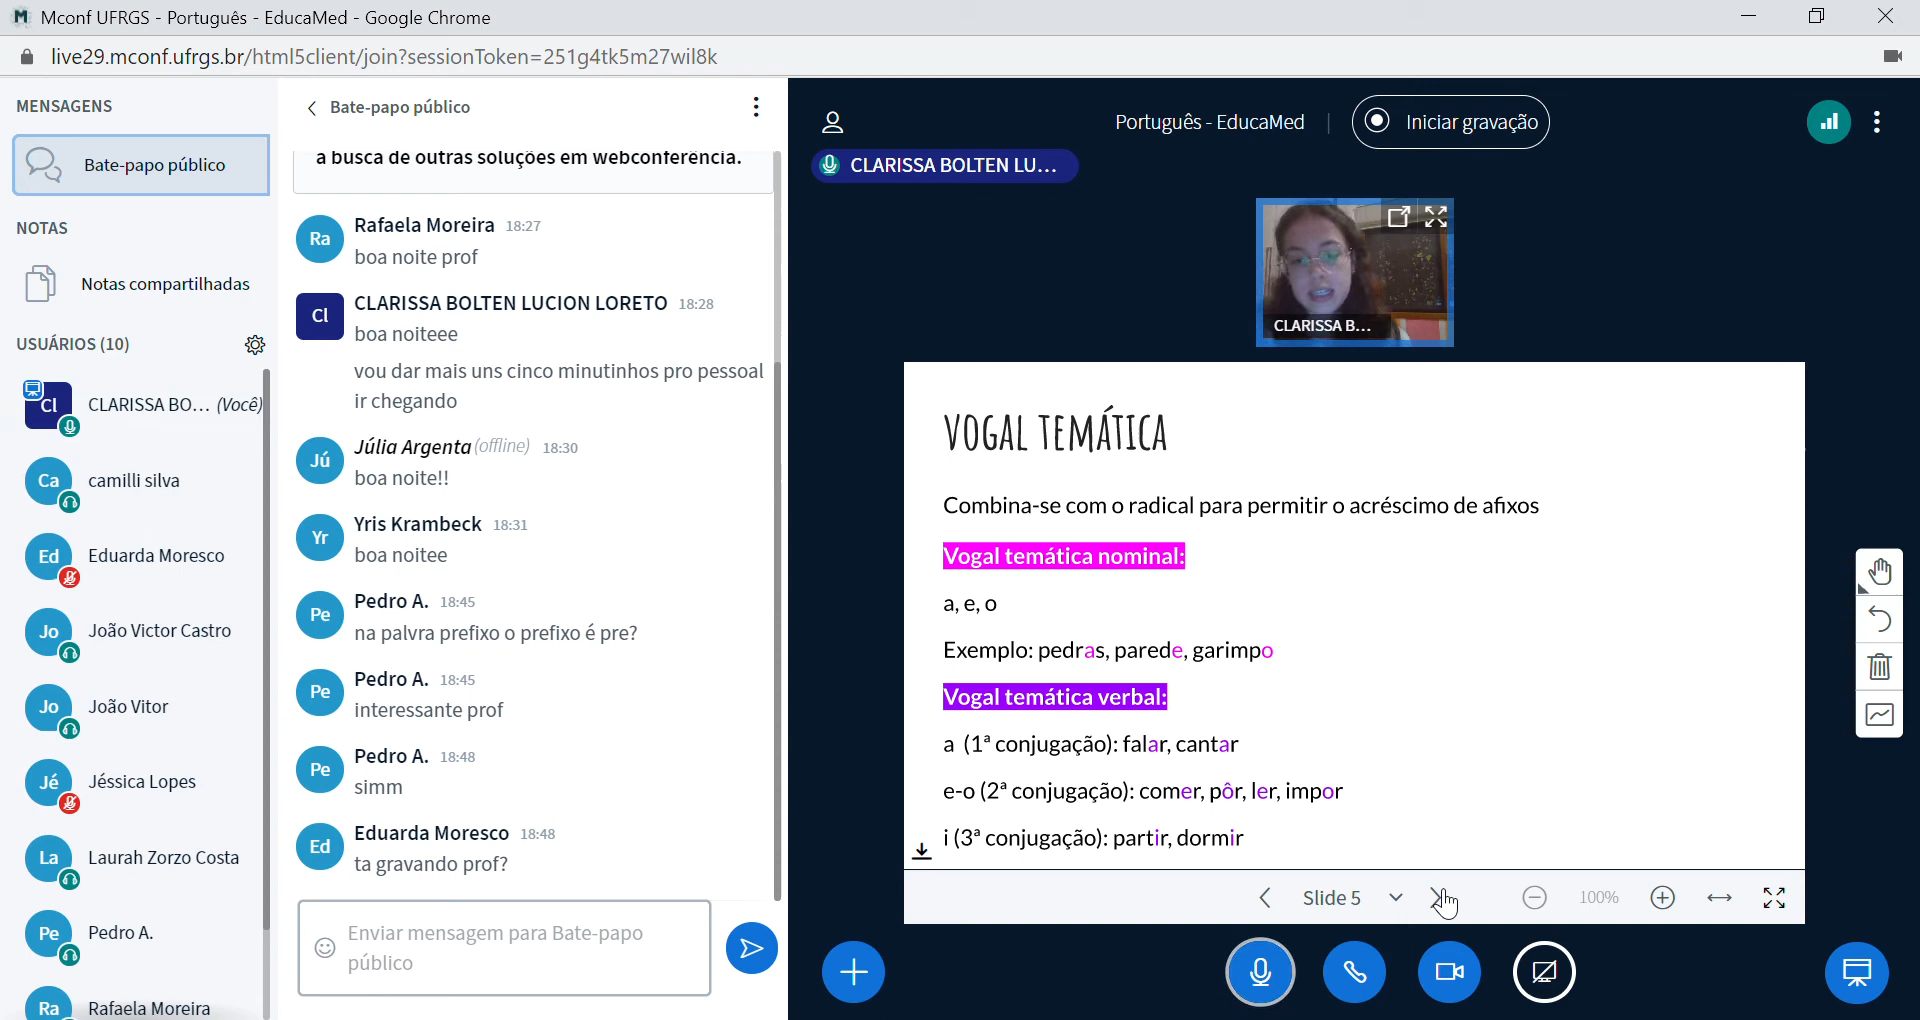 Mconf UFRGS - Português - EducaMed - Google Chrome
live29.mconf.ufrgs.br/html5client/join?sessionToken=251g4tk5m27wil8k
MENSAGENS
Bate-papo público
NOTAS
Notas compartilhadas
USUÁRIOS (10)
Cl
CLARISSA BO... (Você)
Ca
camilli silva
Ed
Eduarda Moresco
Jo
João Victor Castro
Jo
João Vitor
Jé
Jéssica Lopes
La
Laurah Zorzo Costa
Pe
Pedro A.
Ra
Rafaela Moreira
Bate-papo público
a busca de outras soluções em webconferência.
Ra
Rafaela Moreira 18:27
boa noite prof
Cl
CLARISSA BOLTEN LUCION LORETO 18:28
boa noiteee
vou dar mais uns cinco minutinhos pro pessoal
ir chegando
Jú
Júlia Argenta (offline) 18:30
boa noite!!
Yr
Yris Krambeck 18:31
boa noitee
Pe
Pedro A. 18:45
na palvra prefixo o prefixo é pre?
Pe
Pedro A. 18:45
interessante prof
Pe
Pedro A. 18:48
simm
Ed
Eduarda Moresco 18:48
ta gravando prof?
Enviar mensagem para Bate-papo
público
Português - EducaMed
Iniciar gravação
CLARISSA BOLTEN LU...
CLARISSA B...
VOGAL TEMÁTICA
Combina-se com o radical para permitir o acréscimo de afixos
Vogal temática nominal:
a, e, o
Exemplo: pedras, parede, garimpo
Vogal temática verbal:
a (1ª conjugação): falar, cantar
e-o (2ª conjugação): comer, pôr, ler, impor
i (3ª conjugação): partir, dormir
Slide 5
100%